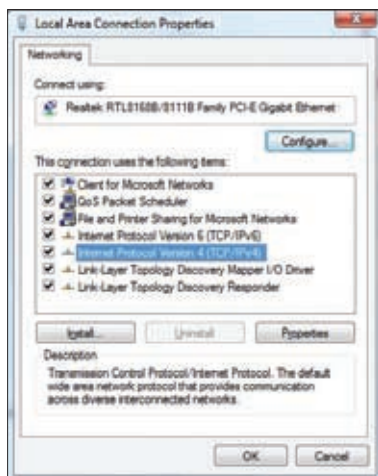 Local Area Connection Properties
Networking
Connect using:
Realtek RTL8168B/8111B Family PCI-E Gigabit Ethernet
Configure...
This connection uses the following items:
Client for Microsoft Networks
QoS Packet Scheduler
File and Printer Sharing for Microsoft Networks
Internet Protocol Version 6 (TCP/IPv6)
Internet Protocol Version 4 (TCP/IPv4)
Link-Layer Topology Discovery Mapper I/O Driver
Link-Layer Topology Discovery Responder
Install... Uninstall Properties
Description
Transmission Control Protocol/Internet Protocol. The default
wide area network protocol that provides communication
across diverse interconnected networks.
OK Cancel